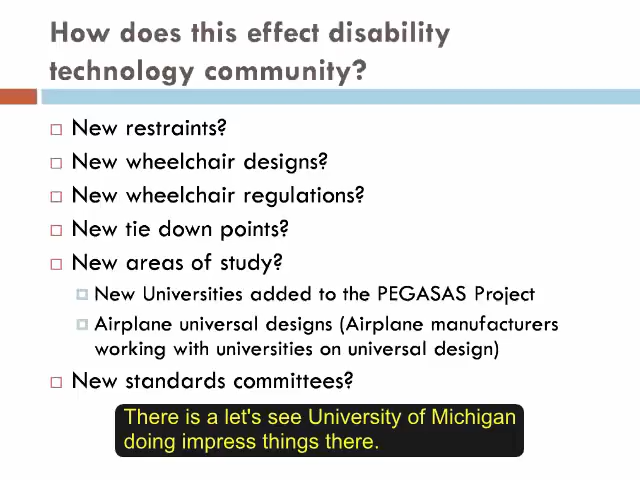 How does this effect disability
technology community?
New restraints?
New wheelchair designs?
New wheelchair regulations?
New tie down points?
New areas of study?
New Universities added to the PEGASAS Project
Airplane universal designs (Airplane manufacturers
working with universities on universal design)
New standards committees?
There is a let's see University of Michigan
doing impress things there.